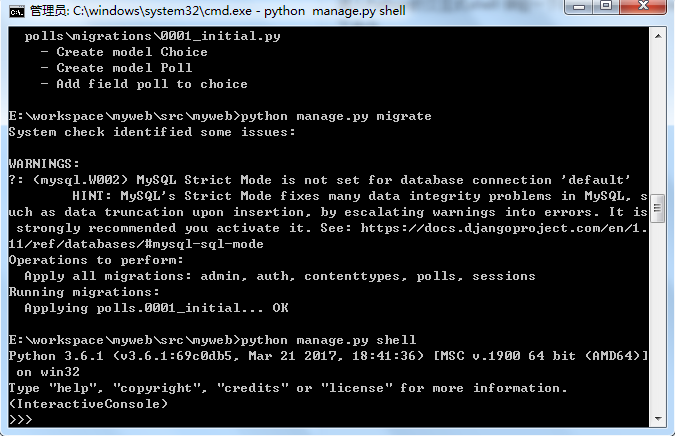 管理员: C:\windows\system32\cmd.exe - python  manage.py shell
polls\migrations\0001_initial.py
- Create model Choice
- Create model Poll
- Add field poll to choice
E:\workspace\myweb\src\myweb>python manage.py migrate
System check identified some issues:
WARNINGS:
?: (mysql.W002) MySQL Strict Mode is not set for database connection 'default'
HINT: MySQL's Strict Mode fixes many data integrity problems in MySQL, s
uch as data truncation upon insertion, by escalating warnings into errors. It is
strongly recommended you activate it. See: https://docs.djangoproject.com/en/1.
11/ref/databases/#mysql-sql-mode
Operations to perform:
Apply all migrations: admin, auth, contenttypes, polls, sessions
Running migrations:
Applying polls.0001_initial... OK
E:\workspace\myweb\src\myweb>python manage.py shell
Python 3.6.1 (v3.6.1:69c0db5, Mar 21 2017, 18:41:36) [MSC v.1900 64 bit (AMD64)]
on win32
Type "help", "copyright", "credits" or "license" for more information.
(InteractiveConsole)
>>>